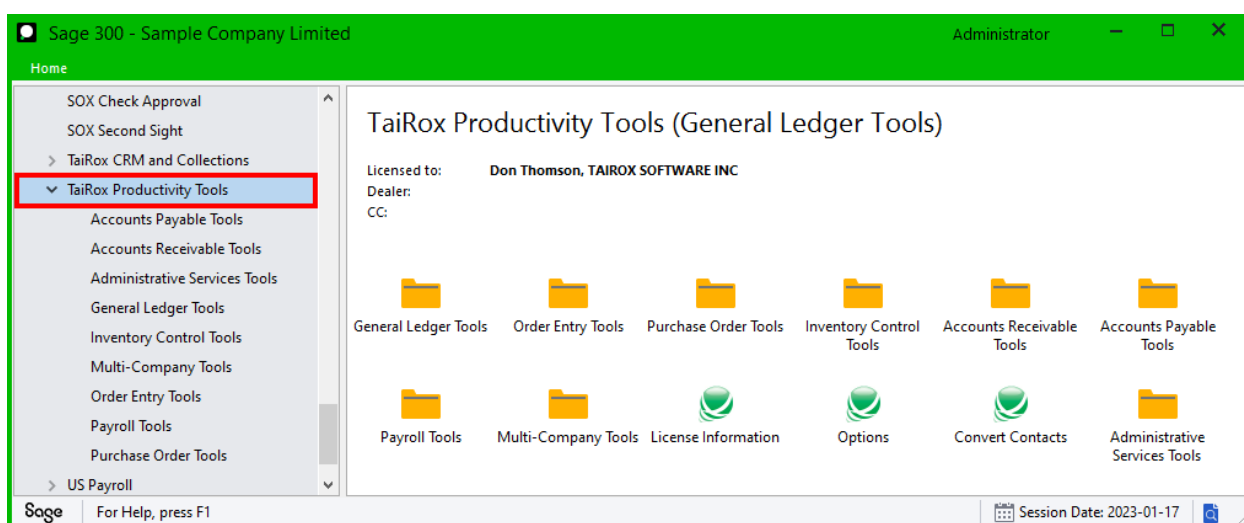 Sage 300 - Sample Company Limited
Administrator
Home
SOX Check Approval
SOX Second Sight
TaiRox CRM and Collections
TaiRox Productivity Tools
Accounts Payable Tools
Accounts Receivable Tools
Administrative Services Tools
General Ledger Tools
Inventory Control Tools
Multi-Company Tools
Order Entry Tools
Payroll Tools
Purchase Order Tools
US Payroll
TaiRox Productivity Tools (General Ledger Tools)
Licensed to: Don Thomson, TAIROX SOFTWARE INC
Dealer:
CC:
General Ledger Tools Order Entry Tools Purchase Order Tools Inventory Control Accounts Receivable Accounts Payable
Tools Tools Tools
Payroll Tools Multi-Company Tools License Information Options Convert Contacts Administrative
Services Tools
Sage For Help, press F1 Session Date: 2023-01-17